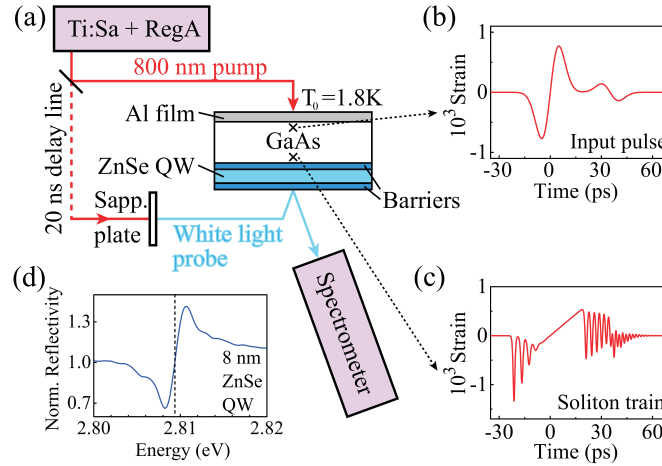 (a)
Ti:Sa + RegA
800 nm pump
T₀=1.8K
Al film
GaAs
ZnSe QW
Barriers
20 ns delay line
Sapp.
plate
White light
probe
Spectrometer
(b)
10³ Strain
1
0
-1
Input pulse
-30 0 30 60
Time (ps)
(c)
10³ Strain
1
0
-1
Soliton train
-30 0 30 60
Time (ps)
(d)
Norm. Reflectivity
1.3
1.0
0.7
8 nm
ZnSe
QW
2.80 2.81 2.82
Energy (eV)